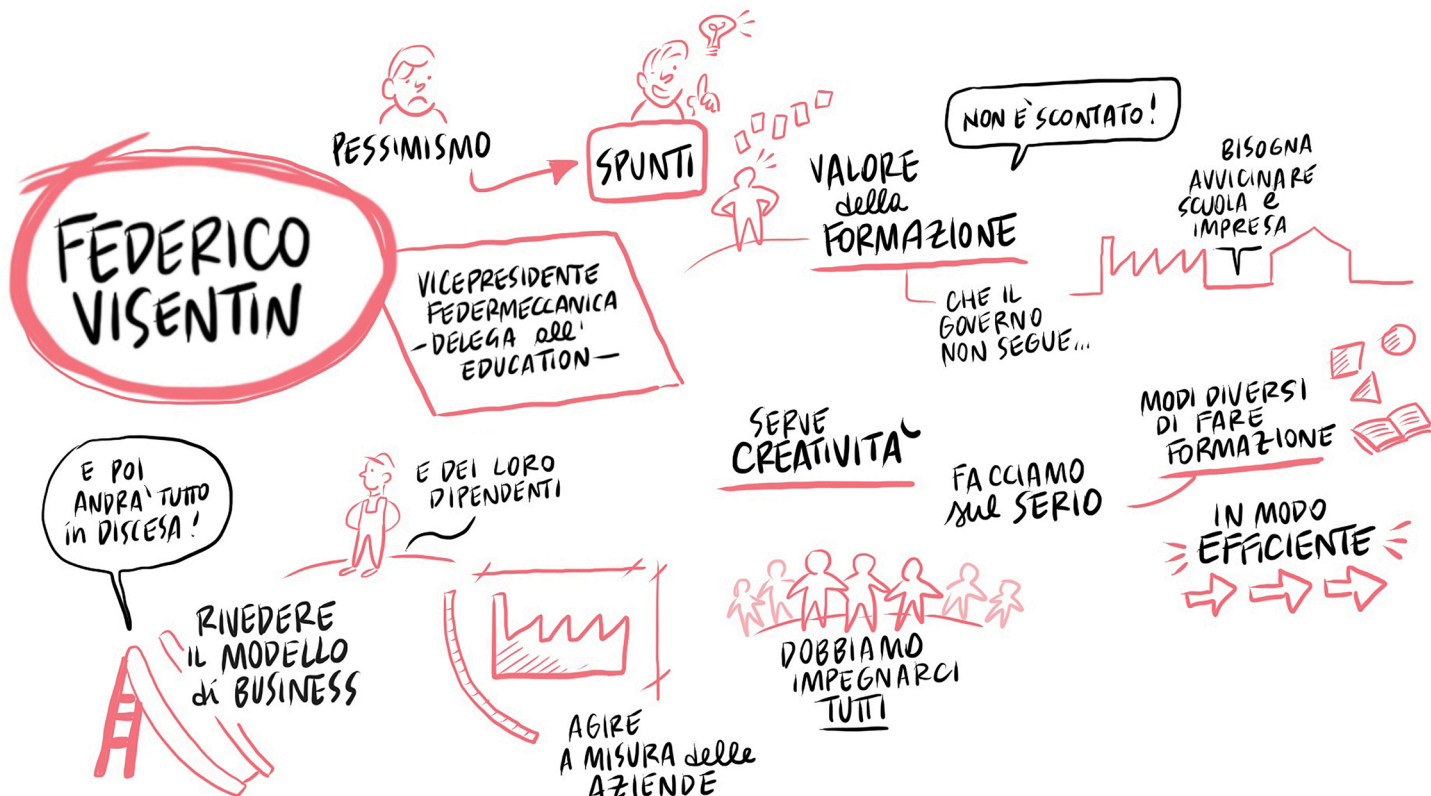 FEDERICO
VISENTIN
VICEPRESIDENTE
FEDERMECCANICA
- DELEGA all'
EDUCATION -
PESSIMISMO
SPUNTI
VALORE
della
FORMAZIONE
NON È SCONTATO!
CHE IL
GOVERNO
NON SEGUE...
BISOGNA
AVVICINARE
SCUOLA e
IMPRESA
MODI DIVERSI
DI FARE
FORMAZIONE
IN MODO
EFFICIENTE
FACCIAMO
sul SERIO
SERVE
CREATIVITÀ
DOBBIAMO
IMPEGNARCI
TUTTI
AGIRE
A MISURA delle
AZIENDE
E DEI LORO
DIPENDENTI
RIVEDERE
IL MODELLO
di BUSINESS
E POI
ANDRÀ TUTTO
in DISCESA!